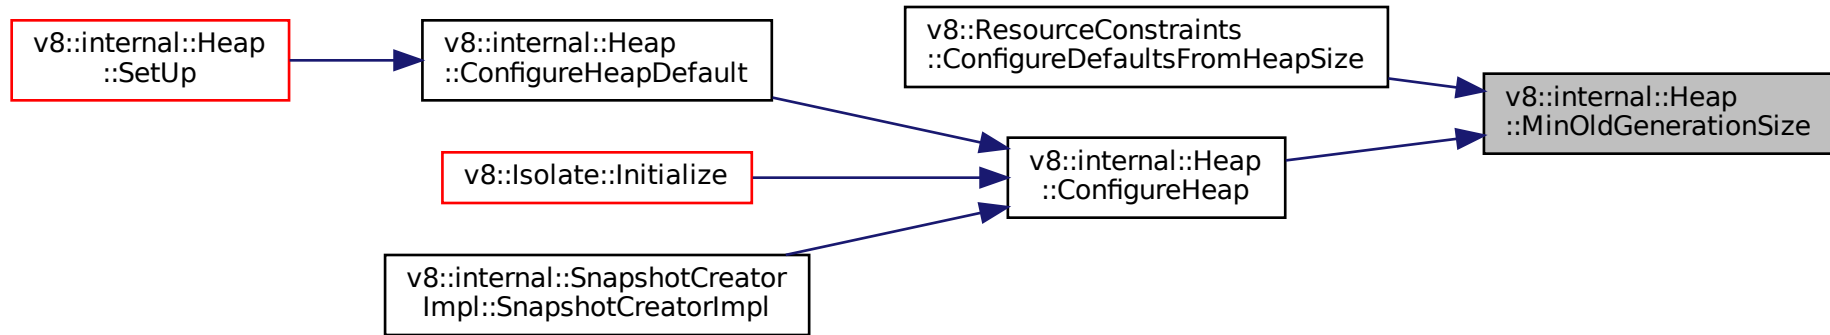 v8::internal::Heap
::SetUp
v8::internal::Heap
::ConfigureHeapDefault
v8::ResourceConstraints
::ConfigureDefaultsFromHeapSize
v8::internal::Heap
::MinOldGenerationSize
v8::Isolate::Initialize
v8::internal::Heap
::ConfigureHeap
v8::internal::SnapshotCreator
Impl::SnapshotCreatorImpl